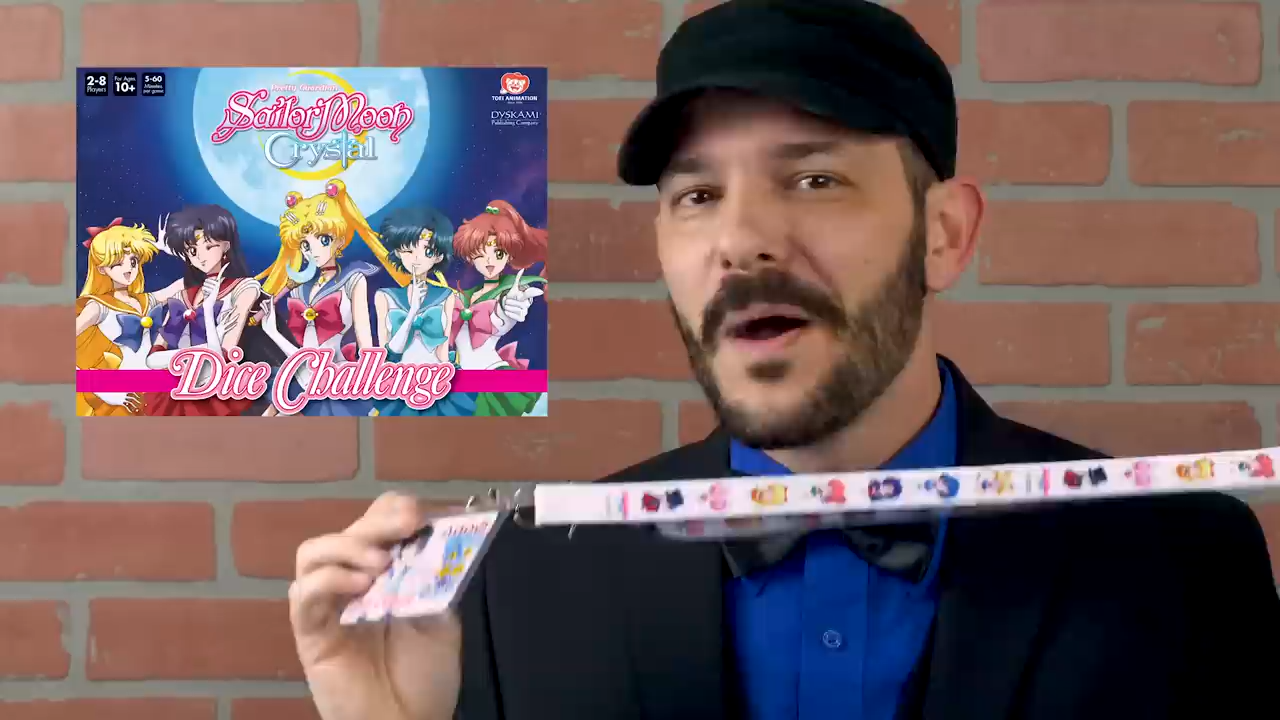 2-8
Players
For Ages
10+
5-60
Minutes
per game
TOEI ANIMATION
DYSKAMI
Publishing Company
Pretty Guardian
Sailor Moon
Crystal
Dice Challenge